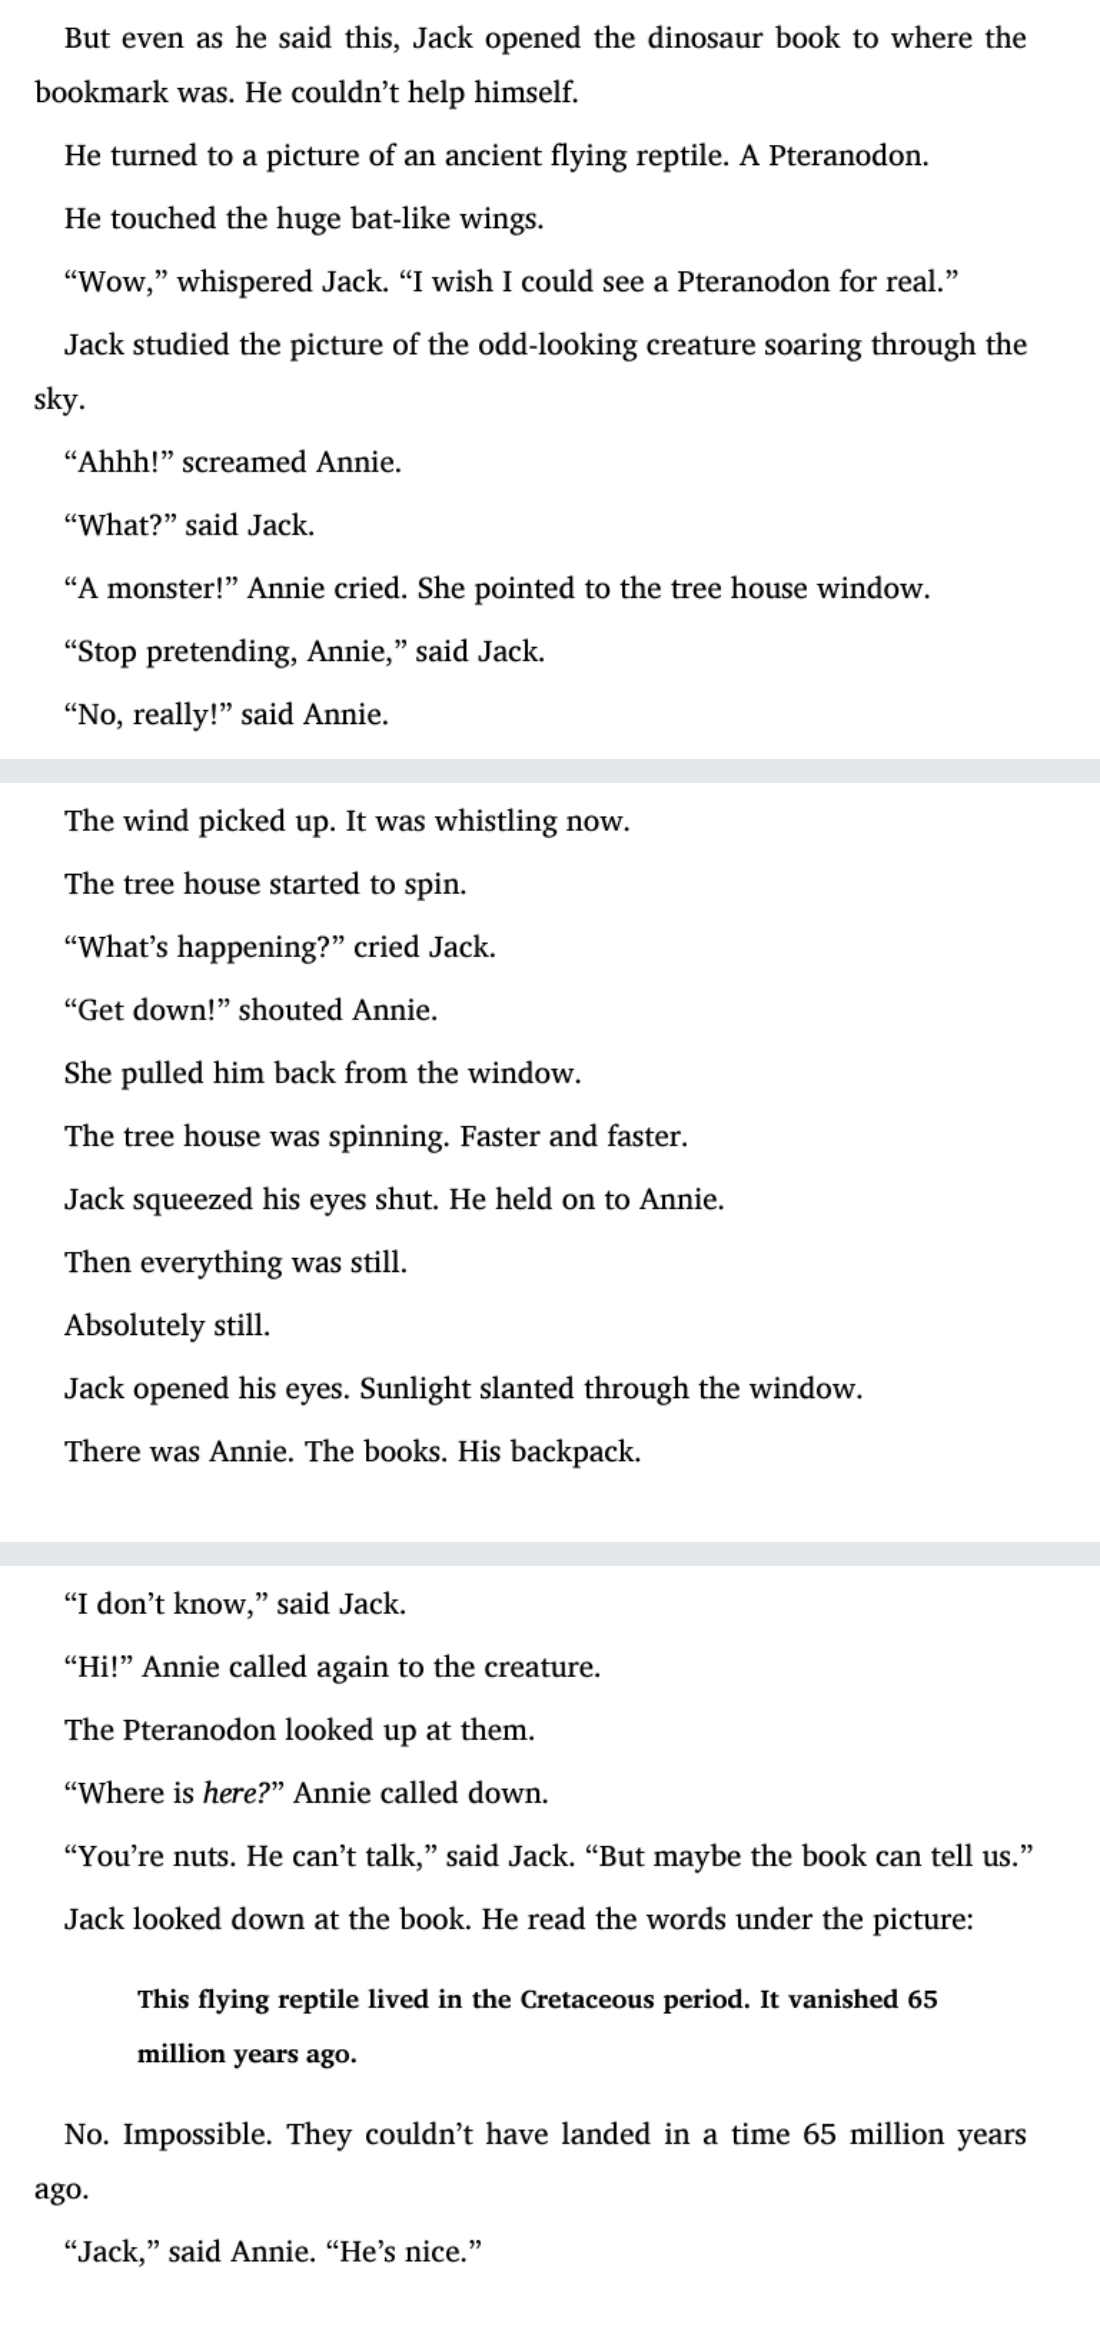 But even as he said this, Jack opened the dinosaur book to where the
bookmark was. He couldn’t help himself.
He turned to a picture of an ancient flying reptile. A Pteranodon.
He touched the huge bat-like wings.
“Wow,” whispered Jack. “I wish I could see a Pteranodon for real.”
Jack studied the picture of the odd-looking creature soaring through the
sky.
“Ahhh!” screamed Annie.
“What?” said Jack.
“A monster!” Annie cried. She pointed to the tree house window.
“Stop pretending, Annie,” said Jack.
“No, really!” said Annie.
The wind picked up. It was whistling now.
The tree house started to spin.
“What’s happening?” cried Jack.
“Get down!” shouted Annie.
She pulled him back from the window.
The tree house was spinning. Faster and faster.
Jack squeezed his eyes shut. He held on to Annie.
Then everything was still.
Absolutely still.
Jack opened his eyes. Sunlight slanted through the window.
There was Annie. The books. His backpack.
“I don’t know,” said Jack.
“Hi!” Annie called again to the creature.
The Pteranodon looked up at them.
“Where is here?” Annie called down.
“You’re nuts. He can’t talk,” said Jack. “But maybe the book can tell us.”
Jack looked down at the book. He read the words under the picture:
This flying reptile lived in the Cretaceous period. It vanished 65
million years ago.
No. Impossible. They couldn’t have landed in a time 65 million years
ago.
“Jack,” said Annie. “He’s nice.”